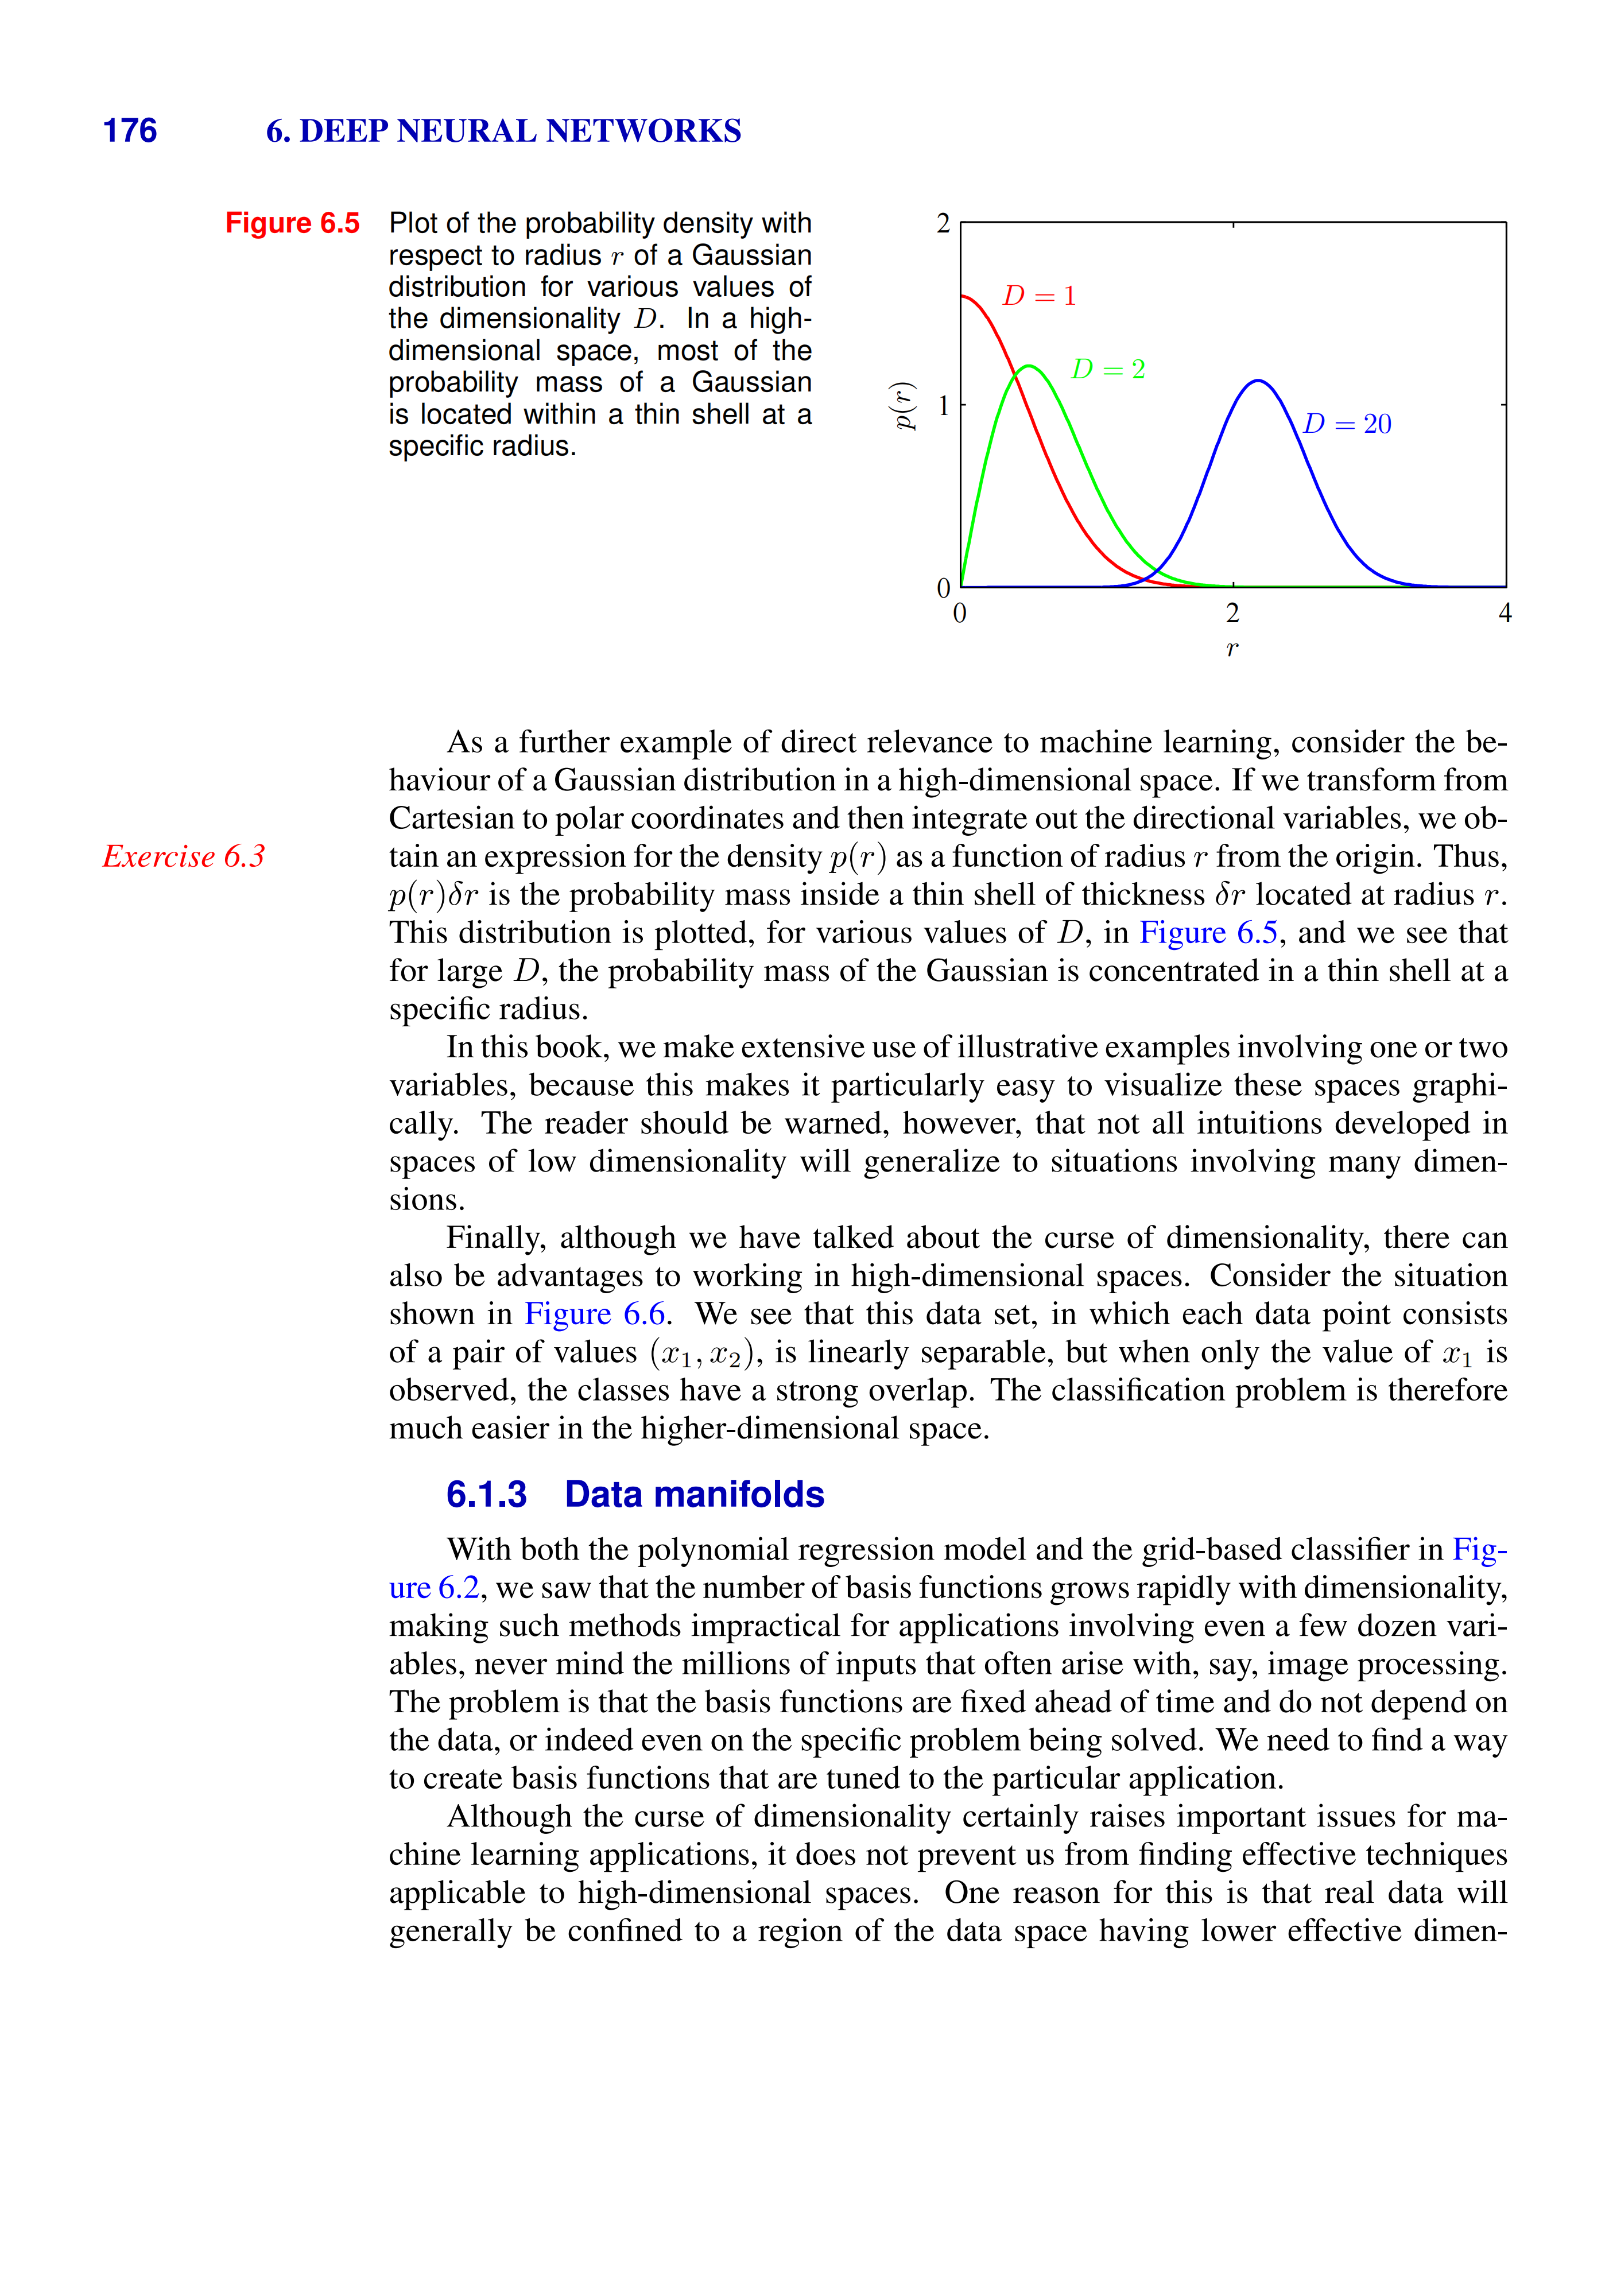 176 6. DEEP NEURAL NETWORKS
Figure 6.5 Plot of the probability density with
respect to radius r of a Gaussian
distribution for various values of
the dimensionality D. In a high-
dimensional space, most of the
probability mass of a Gaussian
is located within a thin shell at a
specific radius.
2
D = 1
D = 2
p(r)
1
D = 20
0
0 2 4
r
As a further example of direct relevance to machine learning, consider the be-
haviour of a Gaussian distribution in a high-dimensional space. If we transform from
Cartesian to polar coordinates and then integrate out the directional variables, we ob-
Exercise 6.3 tain an expression for the density p(r) as a function of radius r from the origin. Thus,
p(r)δr is the probability mass inside a thin shell of thickness δr located at radius r.
This distribution is plotted, for various values of D, in Figure 6.5, and we see that
for large D, the probability mass of the Gaussian is concentrated in a thin shell at a
specific radius.
In this book, we make extensive use of illustrative examples involving one or two
variables, because this makes it particularly easy to visualize these spaces graphi-
cally. The reader should be warned, however, that not all intuitions developed in
spaces of low dimensionality will generalize to situations involving many dimen-
sions.
Finally, although we have talked about the curse of dimensionality, there can
also be advantages to working in high-dimensional spaces. Consider the situation
shown in Figure 6.6. We see that this data set, in which each data point consists
of a pair of values (x₁, x₂), is linearly separable, but when only the value of x₁ is
observed, the classes have a strong overlap. The classification problem is therefore
much easier in the higher-dimensional space.
6.1.3 Data manifolds
With both the polynomial regression model and the grid-based classifier in Fig-
ure 6.2, we saw that the number of basis functions grows rapidly with dimensionality,
making such methods impractical for applications involving even a few dozen vari-
ables, never mind the millions of inputs that often arise with, say, image processing.
The problem is that the basis functions are fixed ahead of time and do not depend on
the data, or indeed even on the specific problem being solved. We need to find a way
to create basis functions that are tuned to the particular application.
Although the curse of dimensionality certainly raises important issues for ma-
chine learning applications, it does not prevent us from finding effective techniques
applicable to high-dimensional spaces. One reason for this is that real data will
generally be confined to a region of the data space having lower effective dimen-